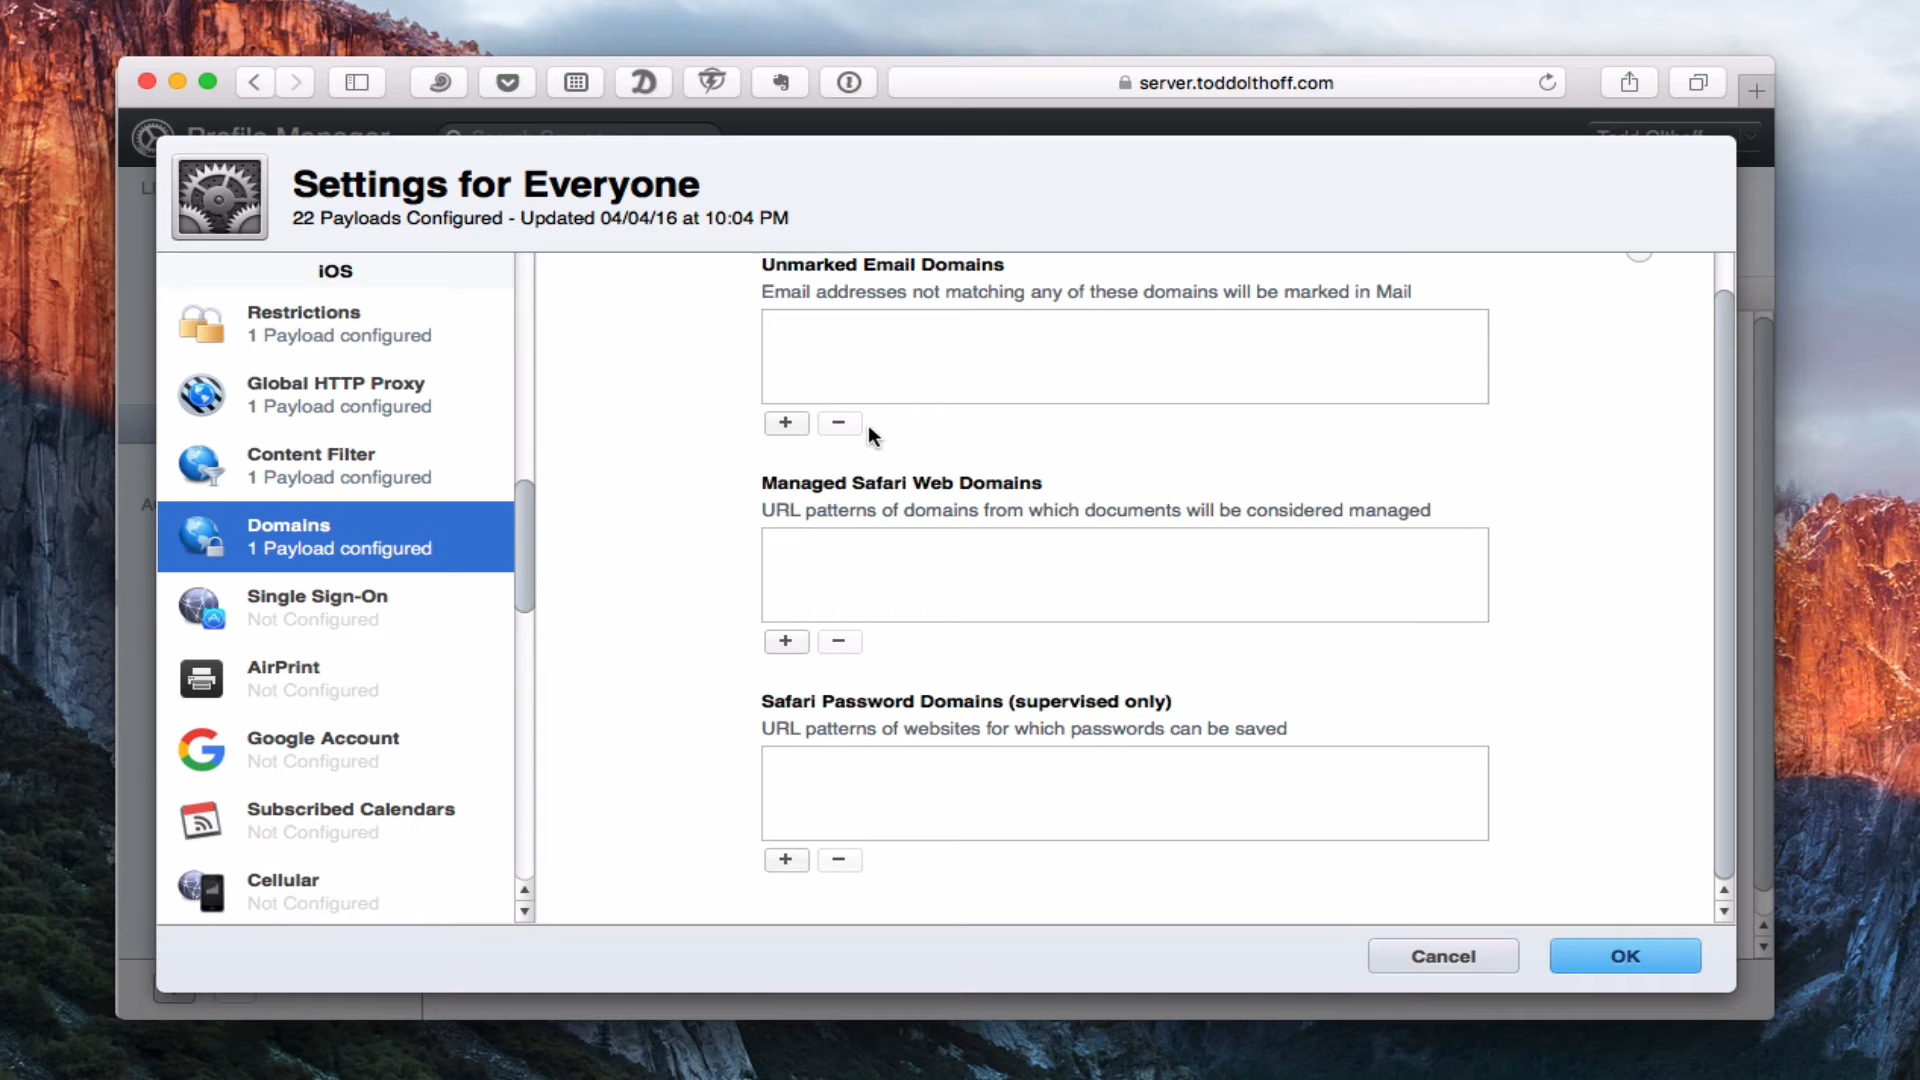 server.toddolthoff.com
Profile Manager
Todd Olthoff
Settings for Everyone
22 Payloads Configured - Updated 04/04/16 at 10:04 PM
iOS
Restrictions
1 Payload configured
Global HTTP Proxy
1 Payload configured
Content Filter
1 Payload configured
Domains
1 Payload configured
Single Sign-On
Not Configured
AirPrint
Not Configured
Google Account
Not Configured
Subscribed Calendars
Not Configured
Cellular
Not Configured
Unmarked Email Domains
Email addresses not matching any of these domains will be marked in Mail
Managed Safari Web Domains
URL patterns of domains from which documents will be considered managed
Safari Password Domains (supervised only)
URL patterns of websites for which passwords can be saved
Cancel
OK